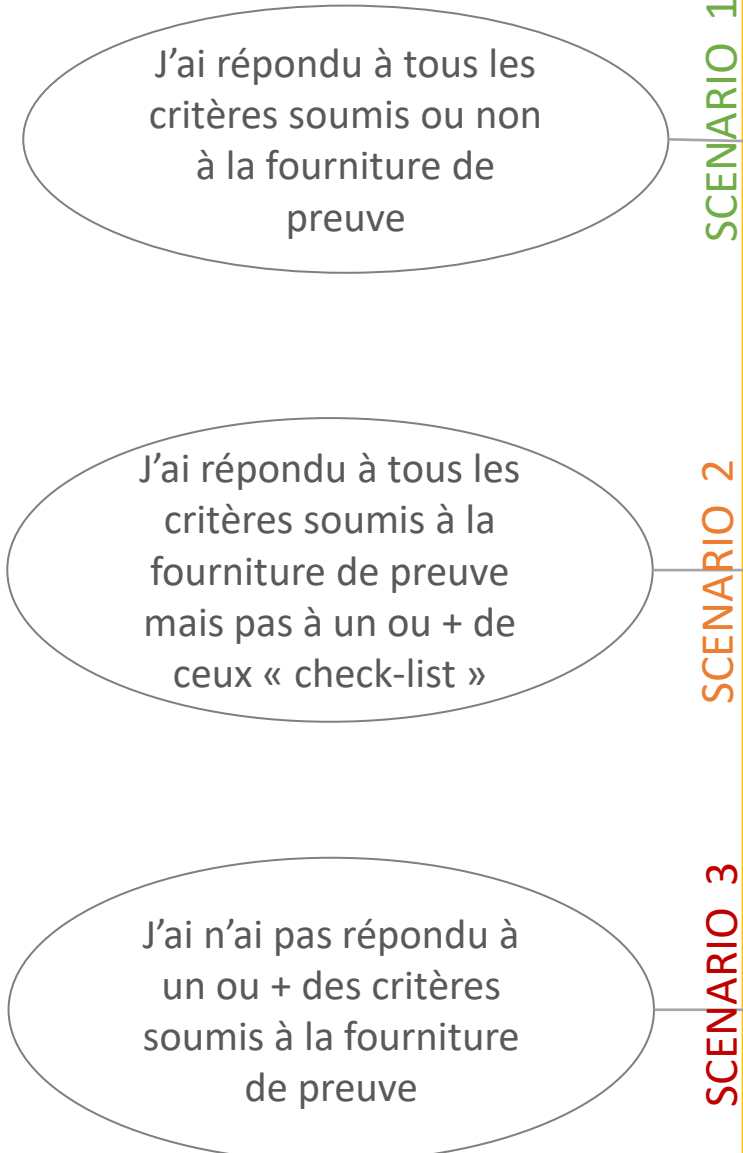 J’ai répondu à tous les
critères soumis ou non
à la fourniture de
preuve
SCENARIO 1
J’ai répondu à tous les
critères soumis à la
fourniture de preuve
mais pas à un ou + de
ceux « check-list »
SCENARIO 2
J’ai n’ai pas répondu à
un ou + des critères
soumis à la fourniture
de preuve
SCENARIO 3